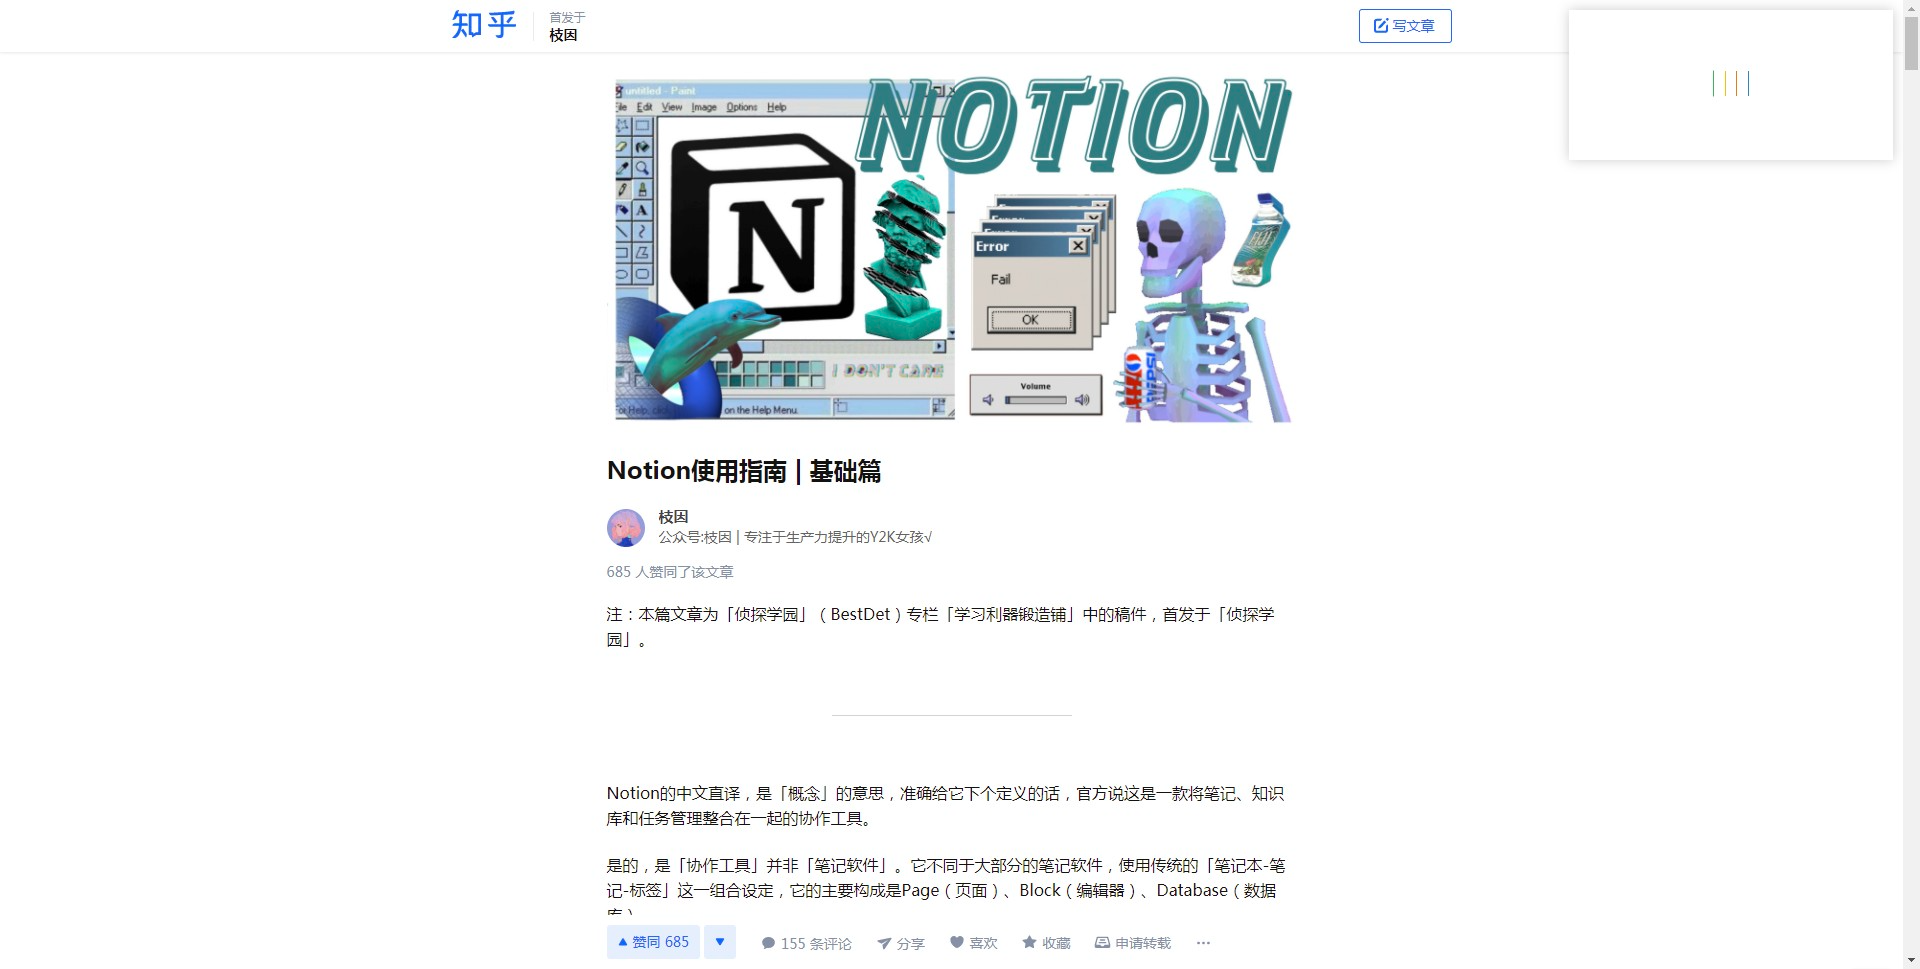 知乎
首发于
枝因
写文章
untitled - Paint
File Edit View Image Options Help
NOTION
N
A
Error
Fail
OK
Volume
PEPSI
FIJI
I DON'T CARE
on the Help Menu.
Notion使用指南 | 基础篇
枝因
公众号:枝因 | 专注于生产力提升的Y2K女孩√
685 人赞同了该文章
注：本篇文章为「侦探学园」（BestDet）专栏「学习利器锻造铺」中的稿件，首发于「侦探学
园」。
Notion的中文直译，是「概念」的意思，准确给它下个定义的话，官方说这是一款将笔记、知识
库和任务管理整合在一起的协作工具。
是的，是「协作工具」并非「笔记软件」。它不同于大部分的笔记软件，使用传统的「笔记本-笔
记-标签」这一组合设定，它的主要构成是Page（页面）、Block（编辑器）、Database（数据
库）
赞同 685
155 条评论 分享 喜欢 收藏 申请转载